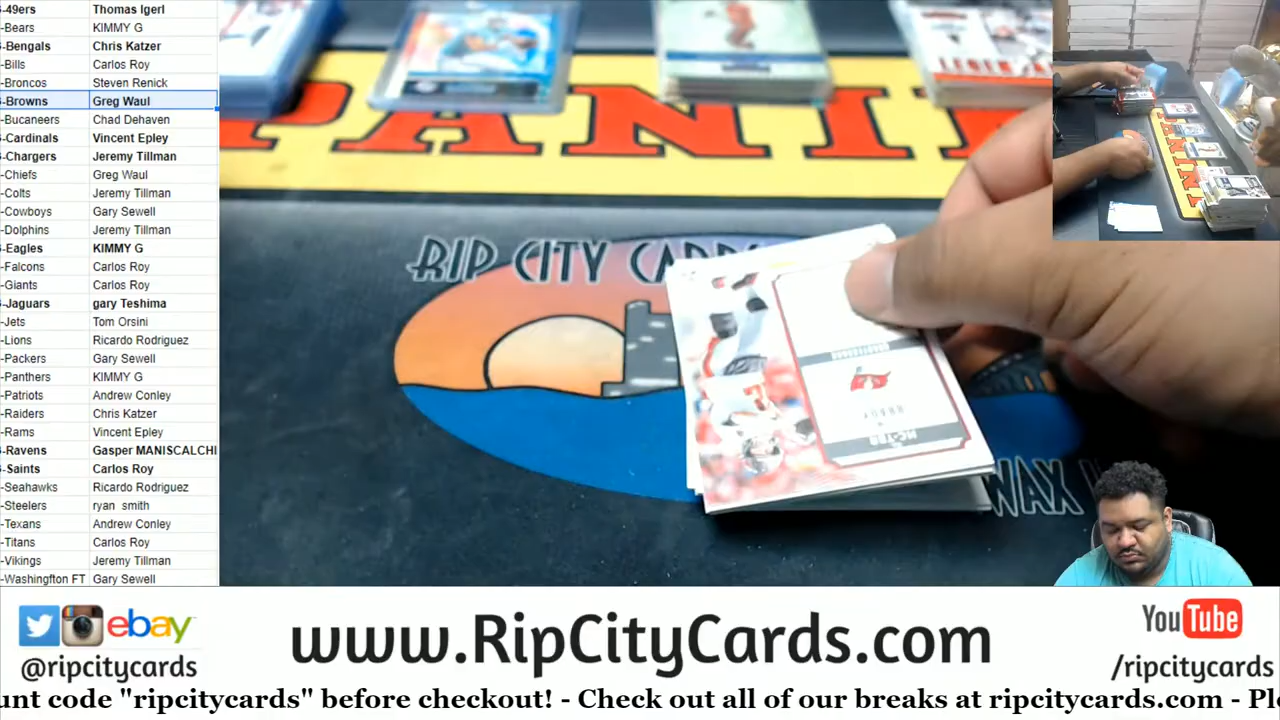 -49ers Thomas Igerl
-Bears KIMMY G
-Bengals Chris Katzer
-Bills Carlos Roy
-Broncos Steven Renick
-Browns Greg Waul
-Bucaneers Chad Dehaven
-Cardinals Vincent Epley
-Chargers Jeremy Tillman
-Chiefs Greg Waul
-Colts Jeremy Tillman
-Cowboys Gary Sewell
-Dolphins Jeremy Tillman
-Eagles KIMMY G
-Falcons Carlos Roy
-Giants Carlos Roy
-Jaguars gary Teshima
-Jets Tom Orsini
-Lions Ricardo Rodriguez
-Packers Gary Sewell
-Panthers KIMMY G
-Patriots Andrew Conley
-Raiders Chris Katzer
-Rams Vincent Epley
-Ravens Gasper MANISCALCHI
-Saints Carlos Roy
-Seahawks Ricardo Rodriguez
-Steelers ryan smith
-Texans Andrew Conley
-Titans Carlos Roy
-Vikings Jeremy Tillman
-Washingfton FT Gary Sewell
PANINI
RIP CITY
WAX
ebay
@ripcitycards
www.RipCityCards.com
YouTube
/ripcitycards
code "ripcitycards" before checkout! - Check out all of our breaks at ripcitycards.com -